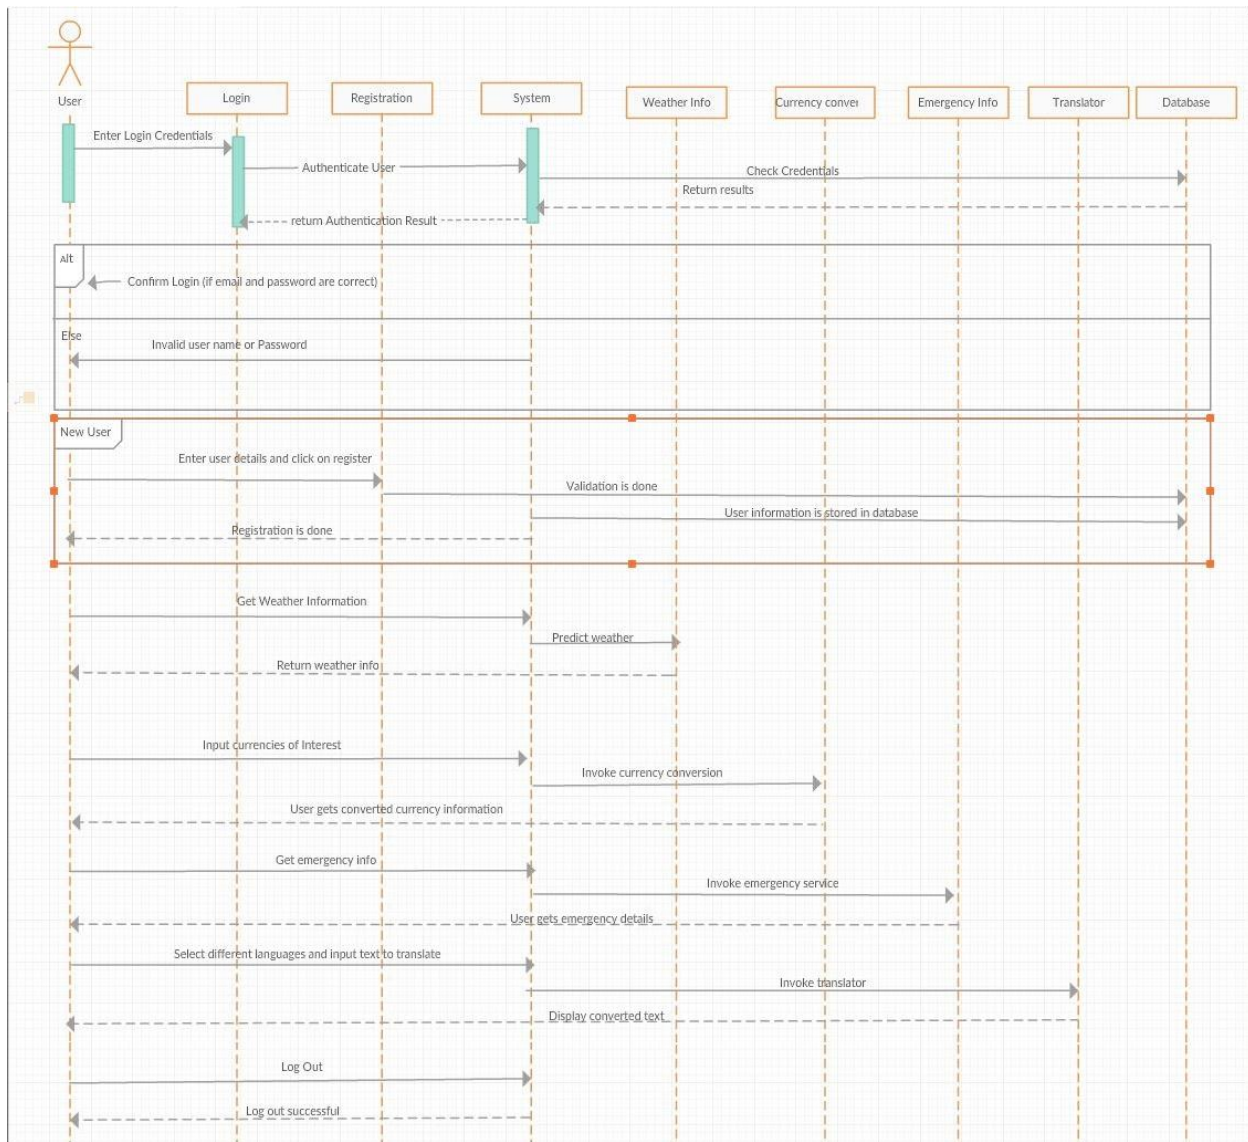 User
Login
Registration
System
Weather Info
Currency conver
Emergency Info
Translator
Database
Enter Login Credentials
Authenticate User
Check Credentials
Return results
return Authentication Result
Alt
Confirm Login (if email and password are correct)
Else
Invalid user name or Password
New User
Enter user details and click on register
Validation is done
User information is stored in database
Registration is done
Get Weather Information
Predict weather
Return weather info
Input currencies of Interest
Invoke currency conversion
User gets converted currency information
Get emergency info
Invoke emergency service
User gets emergency details
Select different languages and input text to translate
Invoke translator
Display converted text
Log Out
Log out successful